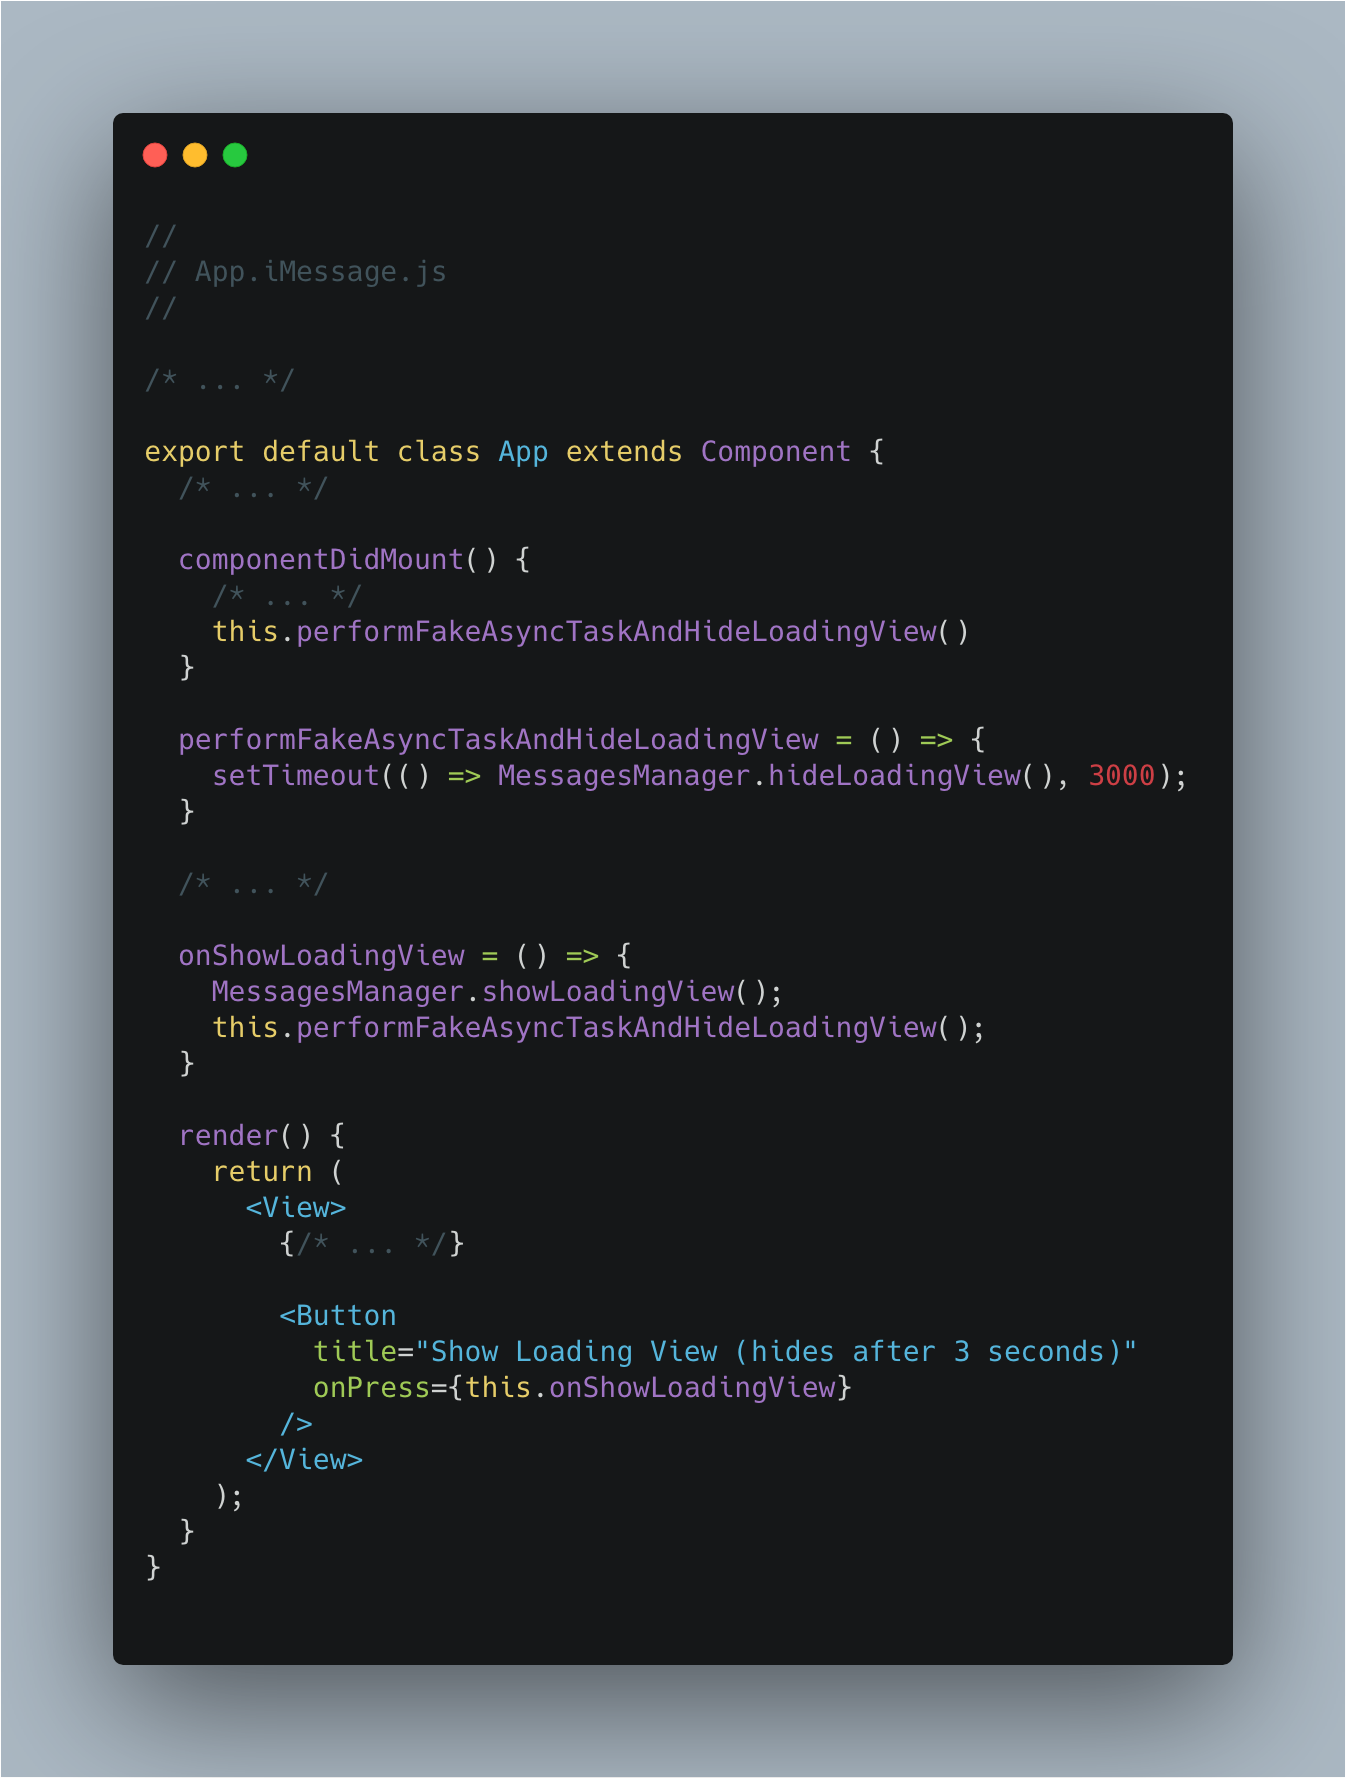 //
// App.iMessage.js
//

/* ... */

export default class App extends Component {
  /* ... */

  componentDidMount() {
    /* ... */
    this.performFakeAsyncTaskAndHideLoadingView()
  }

  performFakeAsyncTaskAndHideLoadingView = () => {
    setTimeout(() => MessagesManager.hideLoadingView(), 3000);
  }

  /* ... */

  onShowLoadingView = () => {
    MessagesManager.showLoadingView();
    this.performFakeAsyncTaskAndHideLoadingView();
  }

  render() {
    return (
      <View>
        {/* ... */}

        <Button
          title="Show Loading View (hides after 3 seconds)"
          onPress={this.onShowLoadingView}
        />
      </View>
    );
  }
}